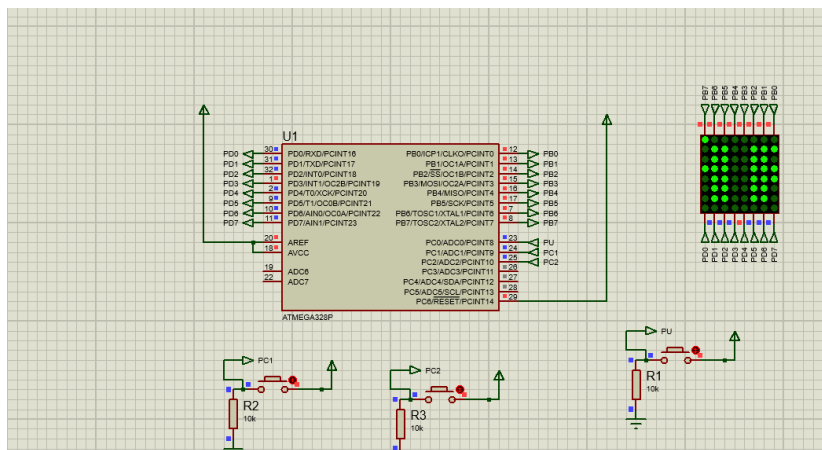 U1
PD0 30 PD0/RXD/PCINT16 PB0/ICP1/CLKO/PCINT0 12 PB0
PD1 31 PD1/TXD/PCINT17 PB1/OC1A/PCINT1 13 PB1
PD2 32 PD2/INT0/PCINT18 PB2/SS/OC1B/PCINT2 14 PB2
PD3 1 PD3/INT1/OC2B/PCINT19 PB3/MOSI/OC2A/PCINT3 15 PB3
PD4 2 PD4/T0/XCK/PCINT20 PB4/MISO/PCINT4 16 PB4
PD5 9 PD5/T1/OC0B/PCINT21 PB5/SCK/PCINT5 17 PB5
PD6 10 PD6/AIN0/OC0A/PCINT22 PB6/TOSC1/XTAL1/PCINT6 7 PB6
PD7 11 PD7/AIN1/PCINT23 PB7/TOSC2/XTAL2/PCINT7 8 PB7
20 AREF PC0/ADC0/PCINT8 23 PU
18 AVCC PC1/ADC1/PCINT9 24 PC1
PC2/ADC2/PCINT10 25 PC2
19 ADC6 PC3/ADC3/PCINT11 26
22 ADC7 PC4/ADC4/SDA/PCINT12 27
PC5/ADC5/SCL/PCINT13 28
PC6/RESET/PCINT14 29
ATMEGA328P
PB7 PB6 PB5 PB4 PB3 PB2 PB1 PB0
PD0 PD1 PD2 PD3 PD4 PD5 PD6 PD7
PC1
R2
10k
PC2
R3
10k
PU
R1
10k